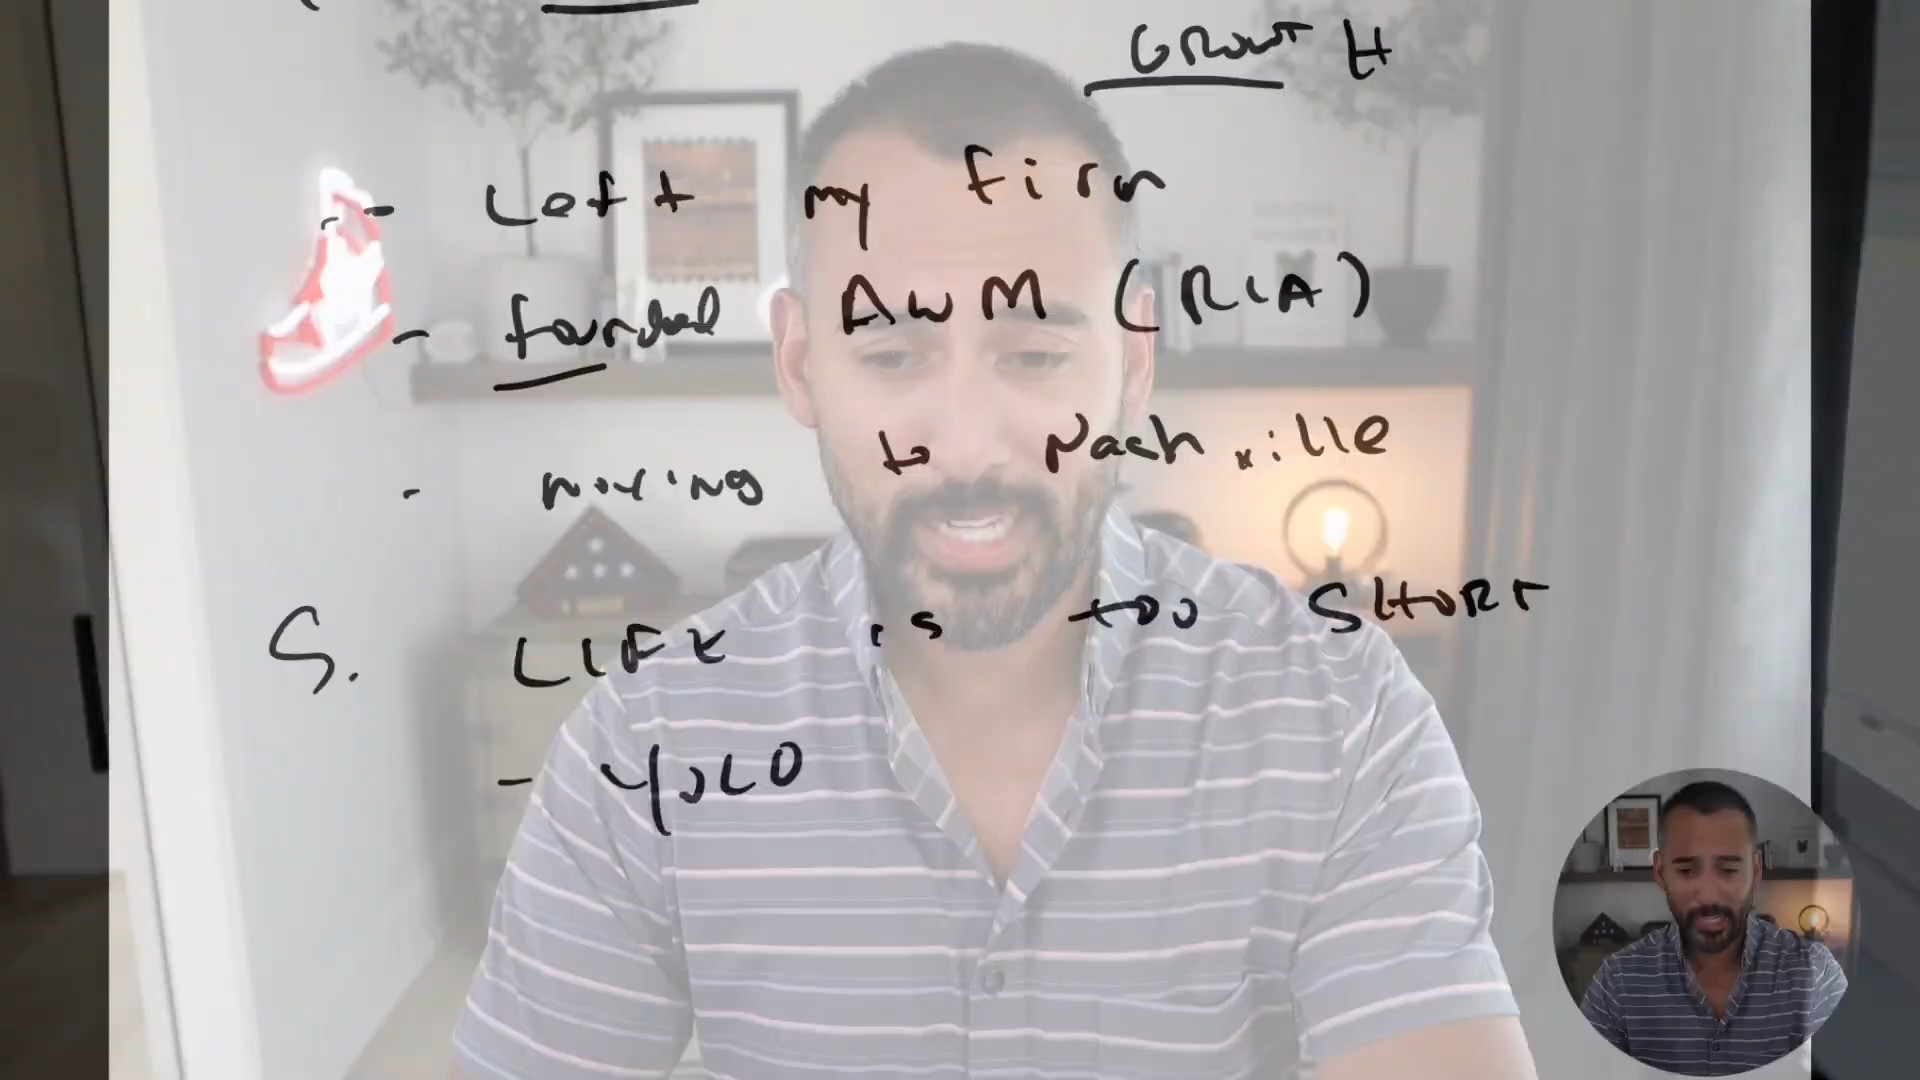 GROWTH
- Left my firm
- founded AWM (RIA)
- moving to Nashville
5. LIFE is too SHORT
- YOLO